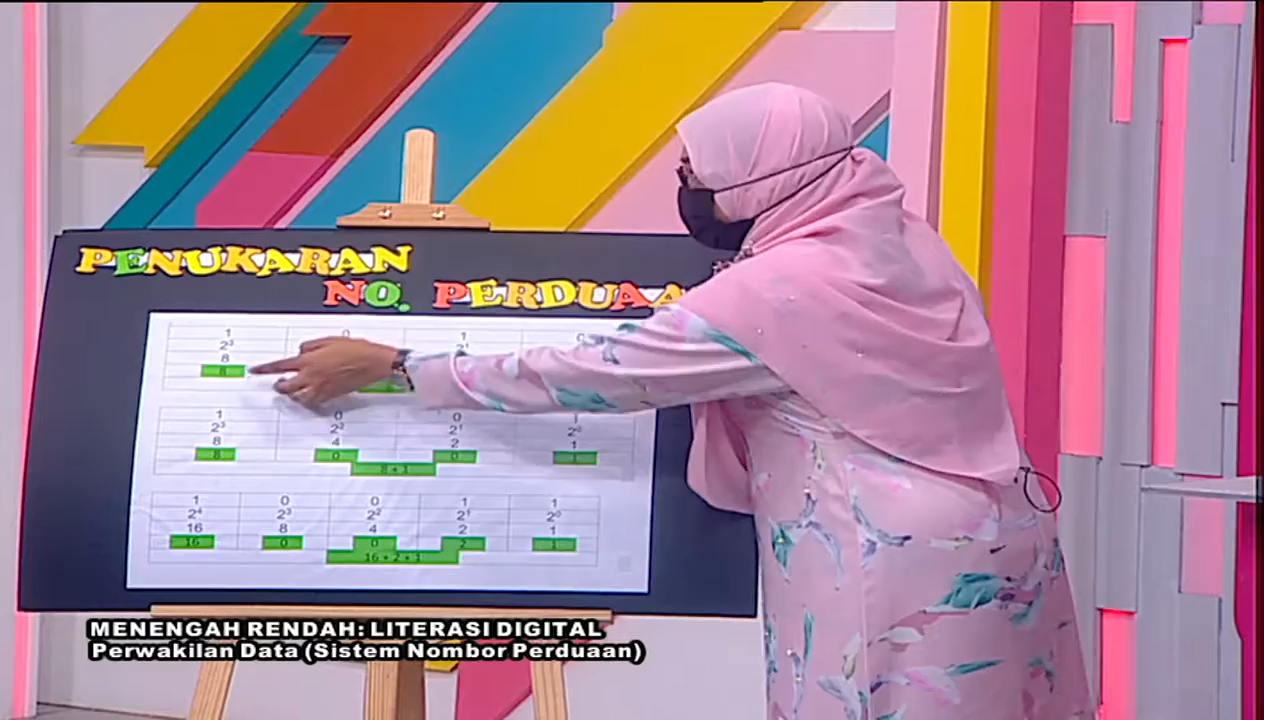 PENUKARAN
NO. PERDUAA
1 0 1 0
2³ 2¹
8
8
1 0 0 1
2³ 2² 2¹ 2⁰
8 4 2 1
8 0 0 1
8 + 1
1 0 0 1 1
2⁴ 2³ 2² 2¹ 2⁰
16 8 4 2 1
16 0 0 2 1
16 + 2 + 1
MENENGAH RENDAH: LITERASI DIGITAL
Perwakilan Data (Sistem Nombor Perduaan)